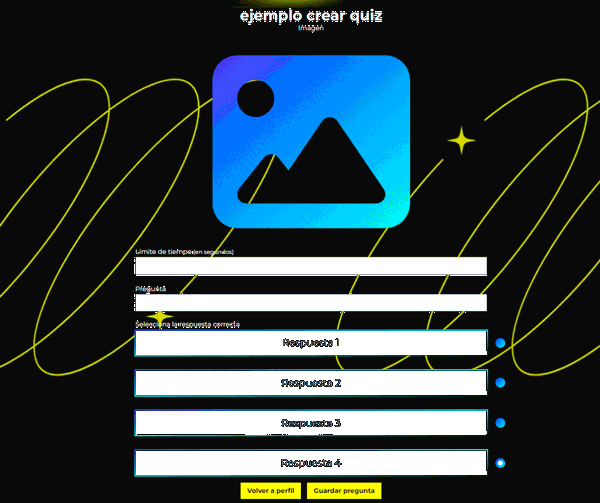 ejemplo crear quiz
Imagen
Limite de tiempo(en segundos)
Pregunta
Selecciona la respuesta correcta
Respuesta 1
Respuesta 2
Respuesta 3
Respuesta 4
Volver a perfil Guardar pregunta